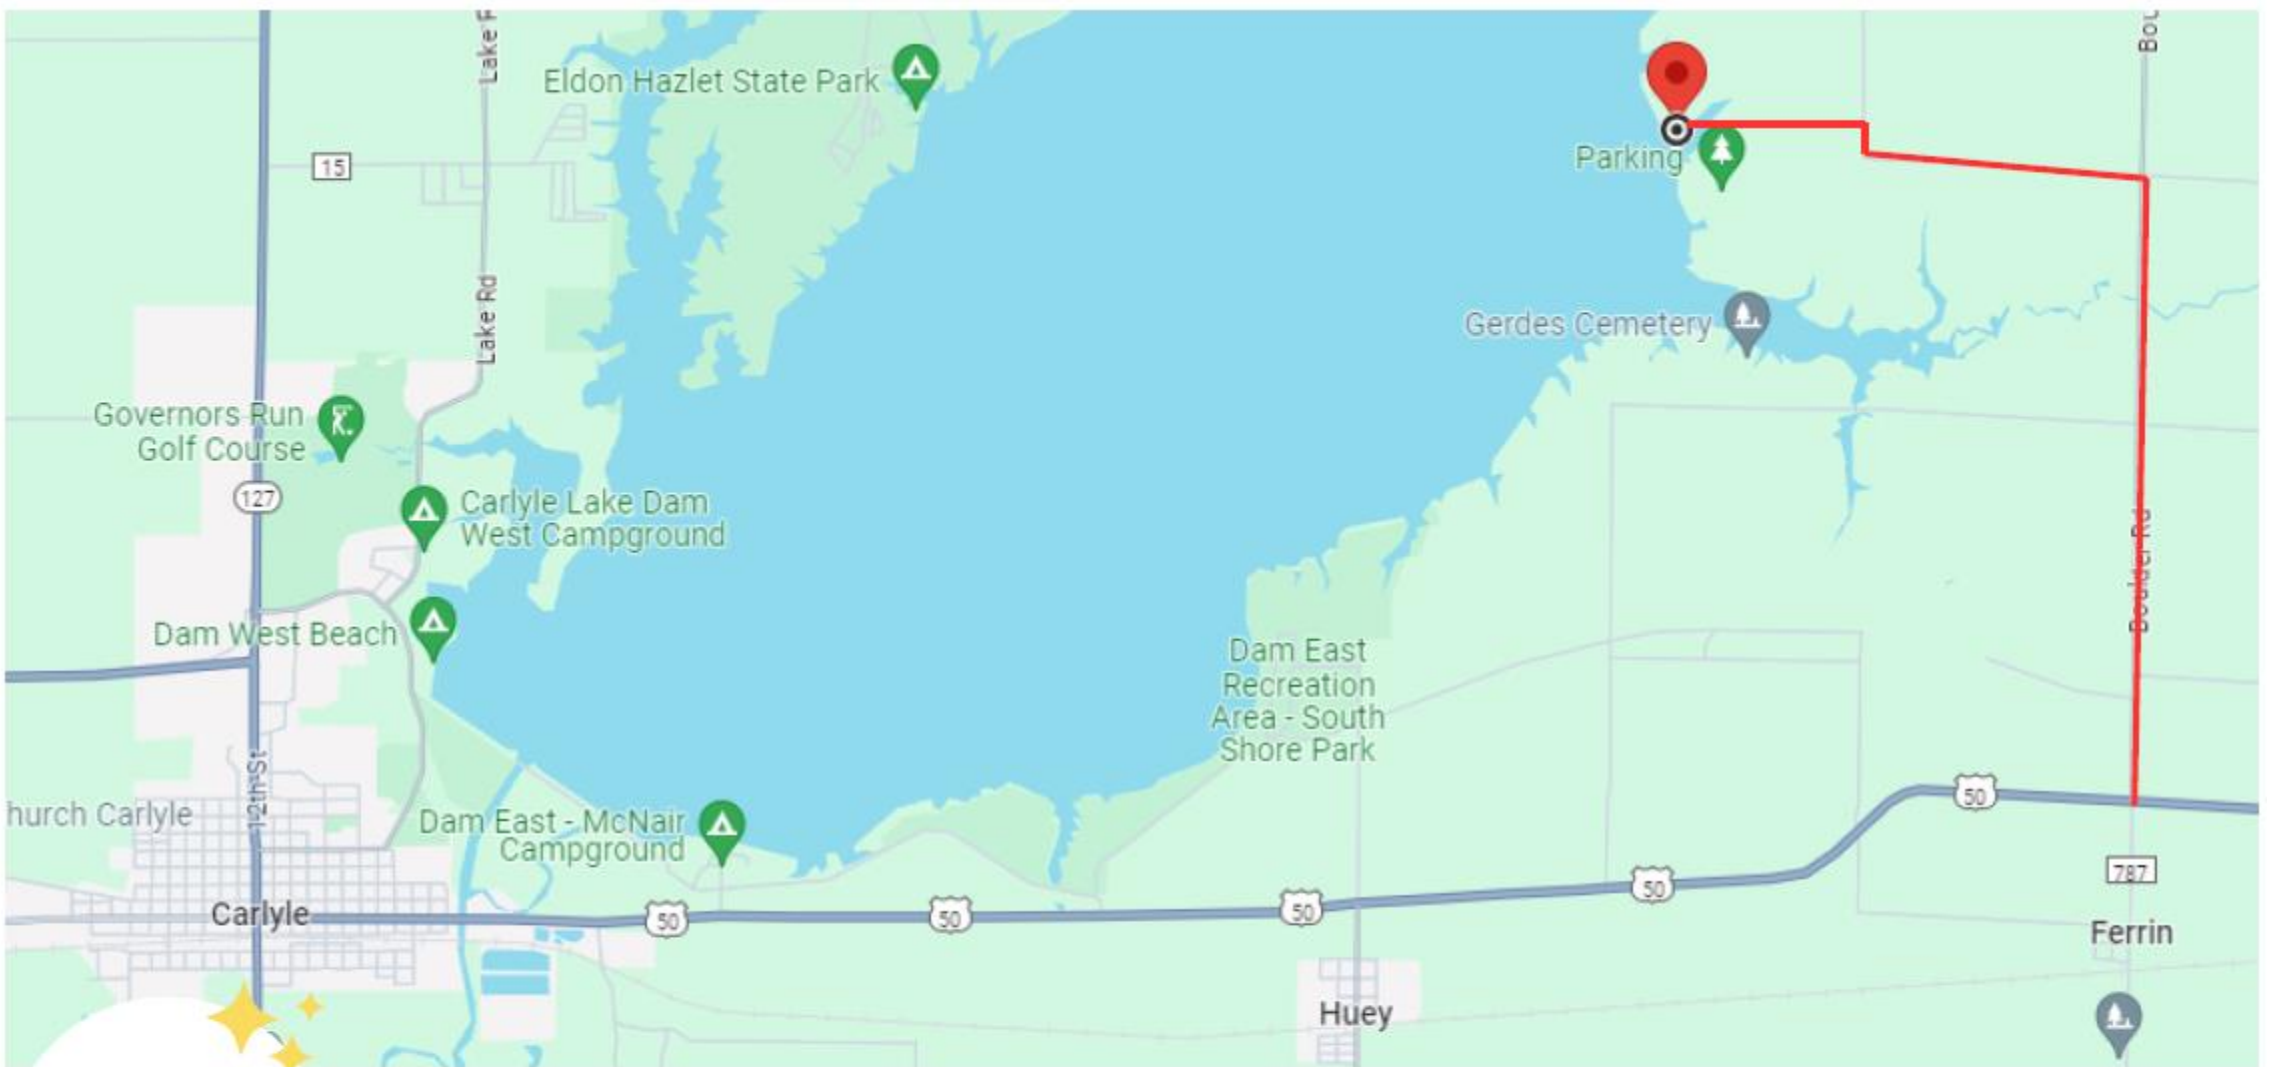 Lake R
Bou
Eldon Hazlet State Park
15
Parking
Lake Rd
Gerdes Cemetery
Governors Run
Golf Course
127
Carlyle Lake Dam
West Campground
Boulder Rd
Dam West Beach
Dam East
Recreation
Area - South
Shore Park
12th St
50
hurch Carlyle
Dam East - McNair
Campground
787
50
50
50
50
Carlyle
Ferrin
Huey